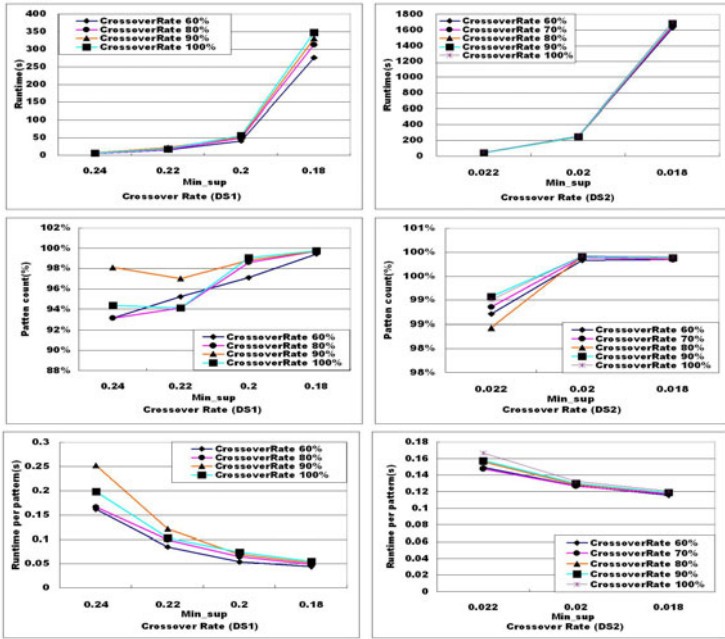 400
350
300
250
200
150
100
50
0
Runtime(s)
CrossoverRate 60%
CrossoverRate 80%
CrossoverRate 90%
CrossoverRate 100%
0.24 0.22 0.2 0.18
Min_sup
Crossover Rate (DS1)
1800
1600
1400
1200
1000
800
600
400
200
0
Runtime(s)
CrossoverRate 60%
CrossoverRate 70%
CrossoverRate 80%
CrossoverRate 90%
CrossoverRate 100%
0.022 0.02 0.018
Min_sup
Crossover Rate (DS2)
102%
100%
98%
96%
94%
92%
90%
88%
Patten count(%)
CrossoverRate 60%
CrossoverRate 80%
CrossoverRate 90%
CrossoverRate 100%
0.24 0.22 0.2 0.18
Min_sup
Crossover Rate (DS1)
101%
100%
100%
99%
99%
98%
98%
Patten count(%)
CrossoverRate 60%
CrossoverRate 70%
CrossoverRate 80%
CrossoverRate 90%
CrossoverRate 100%
0.022 0.02 0.018
Min_sup
Crossover Rate (DS2)
0.3
0.25
0.2
0.15
0.1
0.05
0
Runtime per pattern(s)
CrossoverRate 60%
CrossoverRate 80%
CrossoverRate 90%
CrossoverRate 100%
0.24 0.22 0.2 0.18
Min_sup
Crossover Rate (DS1)
0.18
0.16
0.14
0.12
0.1
0.08
0.06
0.04
0.02
0
Runtime per pattern(s)
CrossoverRate 60%
CrossoverRate 70%
CrossoverRate 80%
CrossoverRate 90%
CrossoverRate 100%
0.022 0.02 0.018
Min_sup
Crossover Rate (DS2)